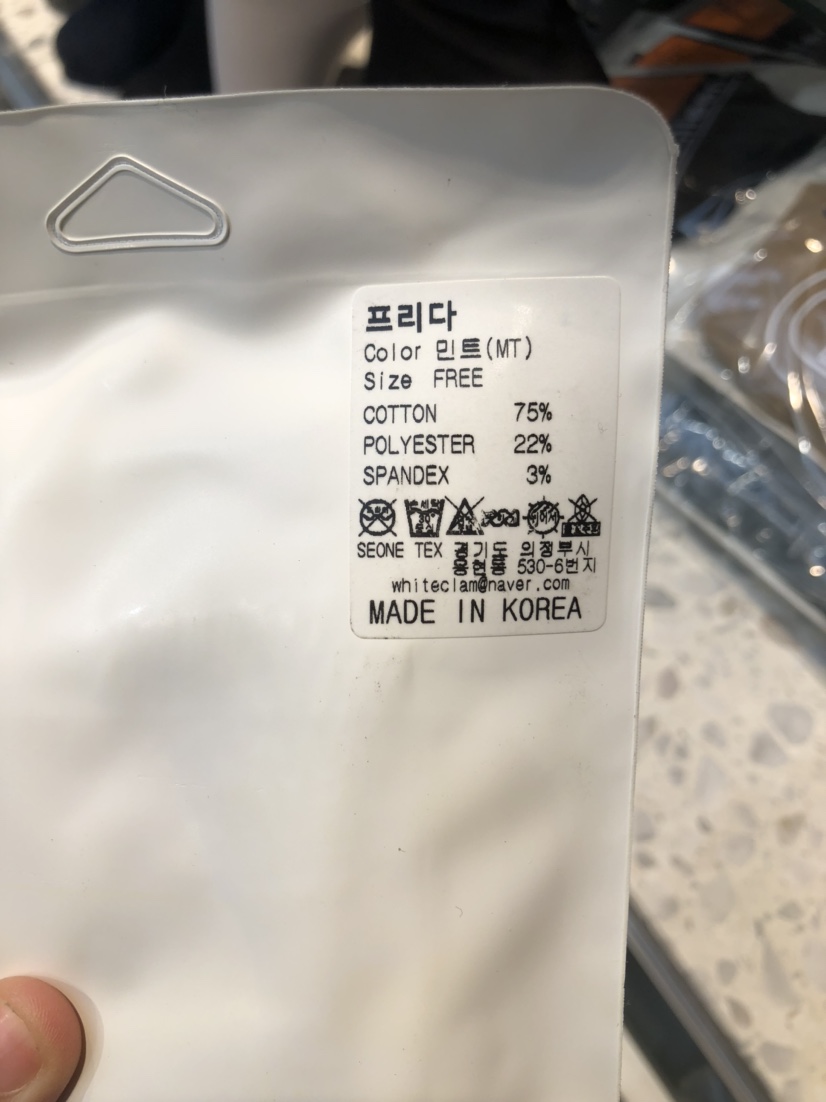 프리다
Color 민트(MT)
Size FREE
COTTON 75%
POLYESTER 22%
SPANDEX 3%
SEONE TEX 경기도 의정부시
용현동 530-6번지
whiteclam@naver.com
MADE IN KOREA